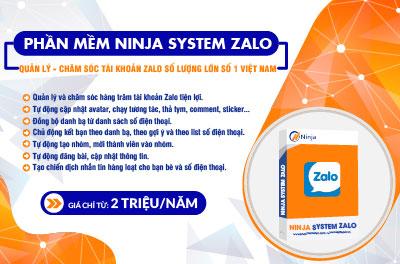 PHẦN MỀM NINJA SYSTEM ZALO
QUẢN LÝ - CHĂM SÓC TÀI KHOẢN ZALO SỐ LƯỢNG LỚN SỐ 1 VIỆT NAM
Quản lý và chăm sóc hàng trăm tài khoản Zalo tiện lợi.
Tự động cập nhật avatar, chạy tương tác, thả tym, comment, sticker...
Đồng bộ danh bạ từ danh sách số điện thoại.
Chủ động kết bạn theo danh bạ, theo gợi ý và theo list số điện thoại.
Tự động tạo nhóm, mời thành viên vào nhóm.
Tự động đăng bài, cập nhật thông tin.
Tạo chiến dịch nhắn tin hàng loạt cho bạn bè và số điện thoại.
GIÁ CHỈ TỪ: 2 TRIỆU/NĂM
Ninja
Zalo
NINJA SYSTEM ZALO
NINJA SYSTEM ZALO